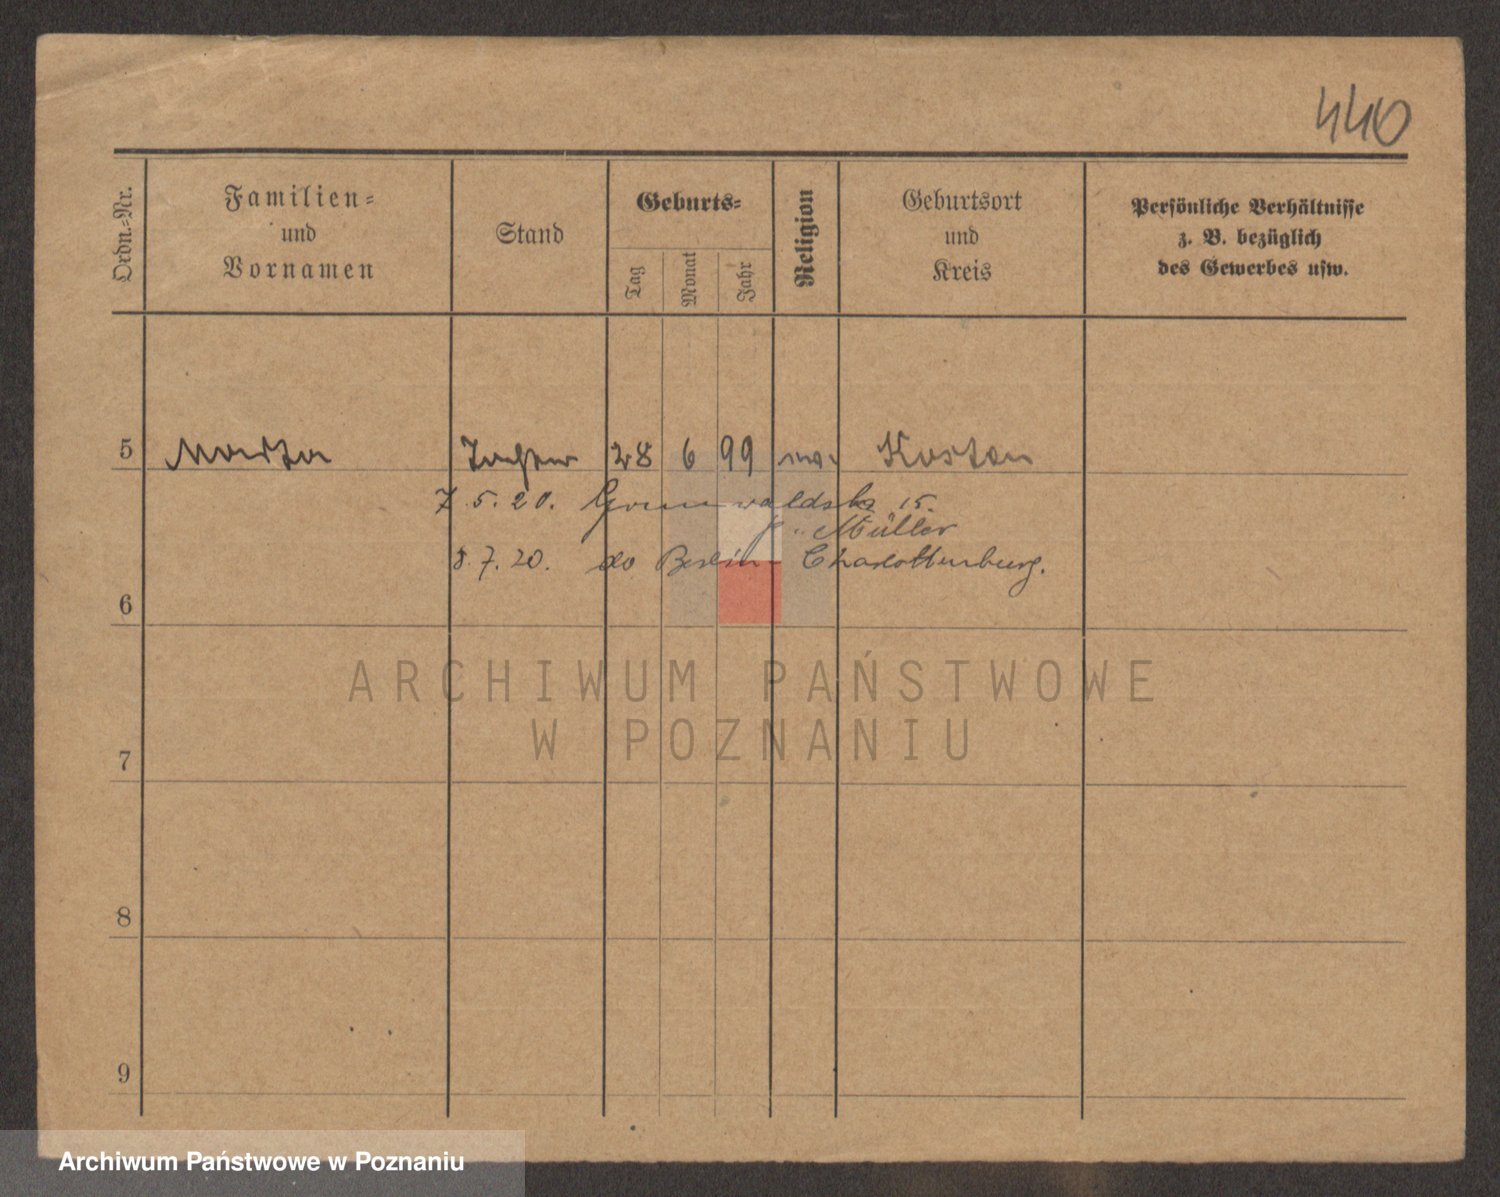 440
Ordn.-Nr.
Familien-
und
Vornamen
Stand
Geburts-
Tag
Monat
Jahr
Religion
Geburtsort
und
Kreis
Persönliche Verhältnisse
z. B. bezüglich
des Gewerbes usw.
5 Marta Tochter 28 6 99 Kosten
7.5.20. Grunwaldska 15.
Müller
8.7.20. do Berlin-Charlottenburg.
6
ARCHIWUM PAŃSTWOWE
W POZNANIU
7
8
9
Archiwum Państwowe w Poznaniu